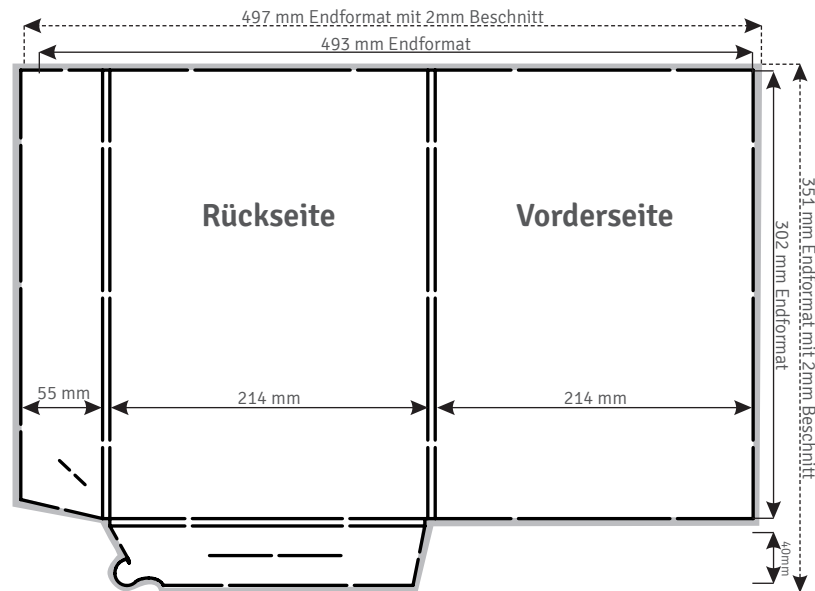 497 mm Endformat mit 2mm Beschnitt
493 mm Endformat
Rückseite
Vorderseite
351 mm Endformat mit 2mm Beschnitt
302 mm Endformat
55 mm
214 mm
214 mm
40mm